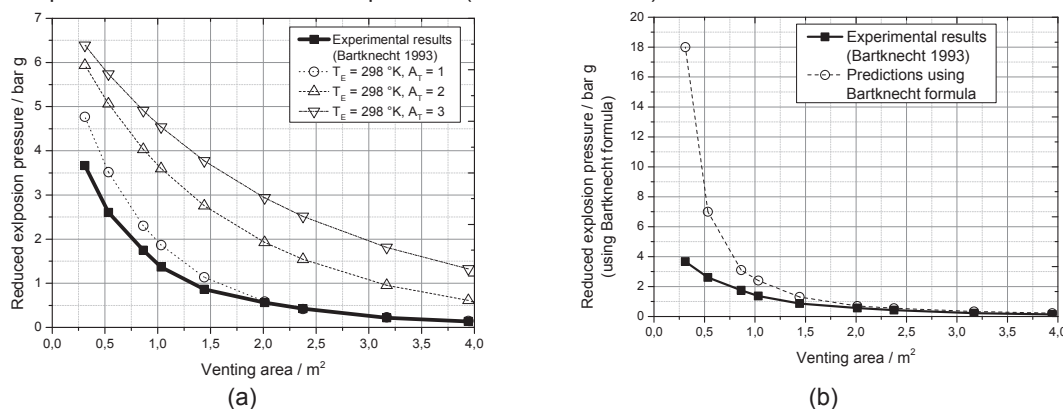 7
6
5
4
3
2
1
0
Reduced exlposion pressure / bar g
Experimental results
(Bartknecht 1993)
T_E = 298 °K, A_T = 1
T_E = 298 °K, A_T = 2
T_E = 298 °K, A_T = 3
0,0 0,5 1,0 1,5 2,0 2,5 3,0 3,5 4,0
Venting area / m²
(a)
20
18
16
14
12
10
8
6
4
2
0
Reduced explosion pressure / bar g
(using Bartknecht formula)
Experimental results
(Bartknecht 1993)
Predictions using
Bartknecht formula
0,0 0,5 1,0 1,5 2,0 2,5 3,0 3,5 4,0
Venting area / m²
(b)